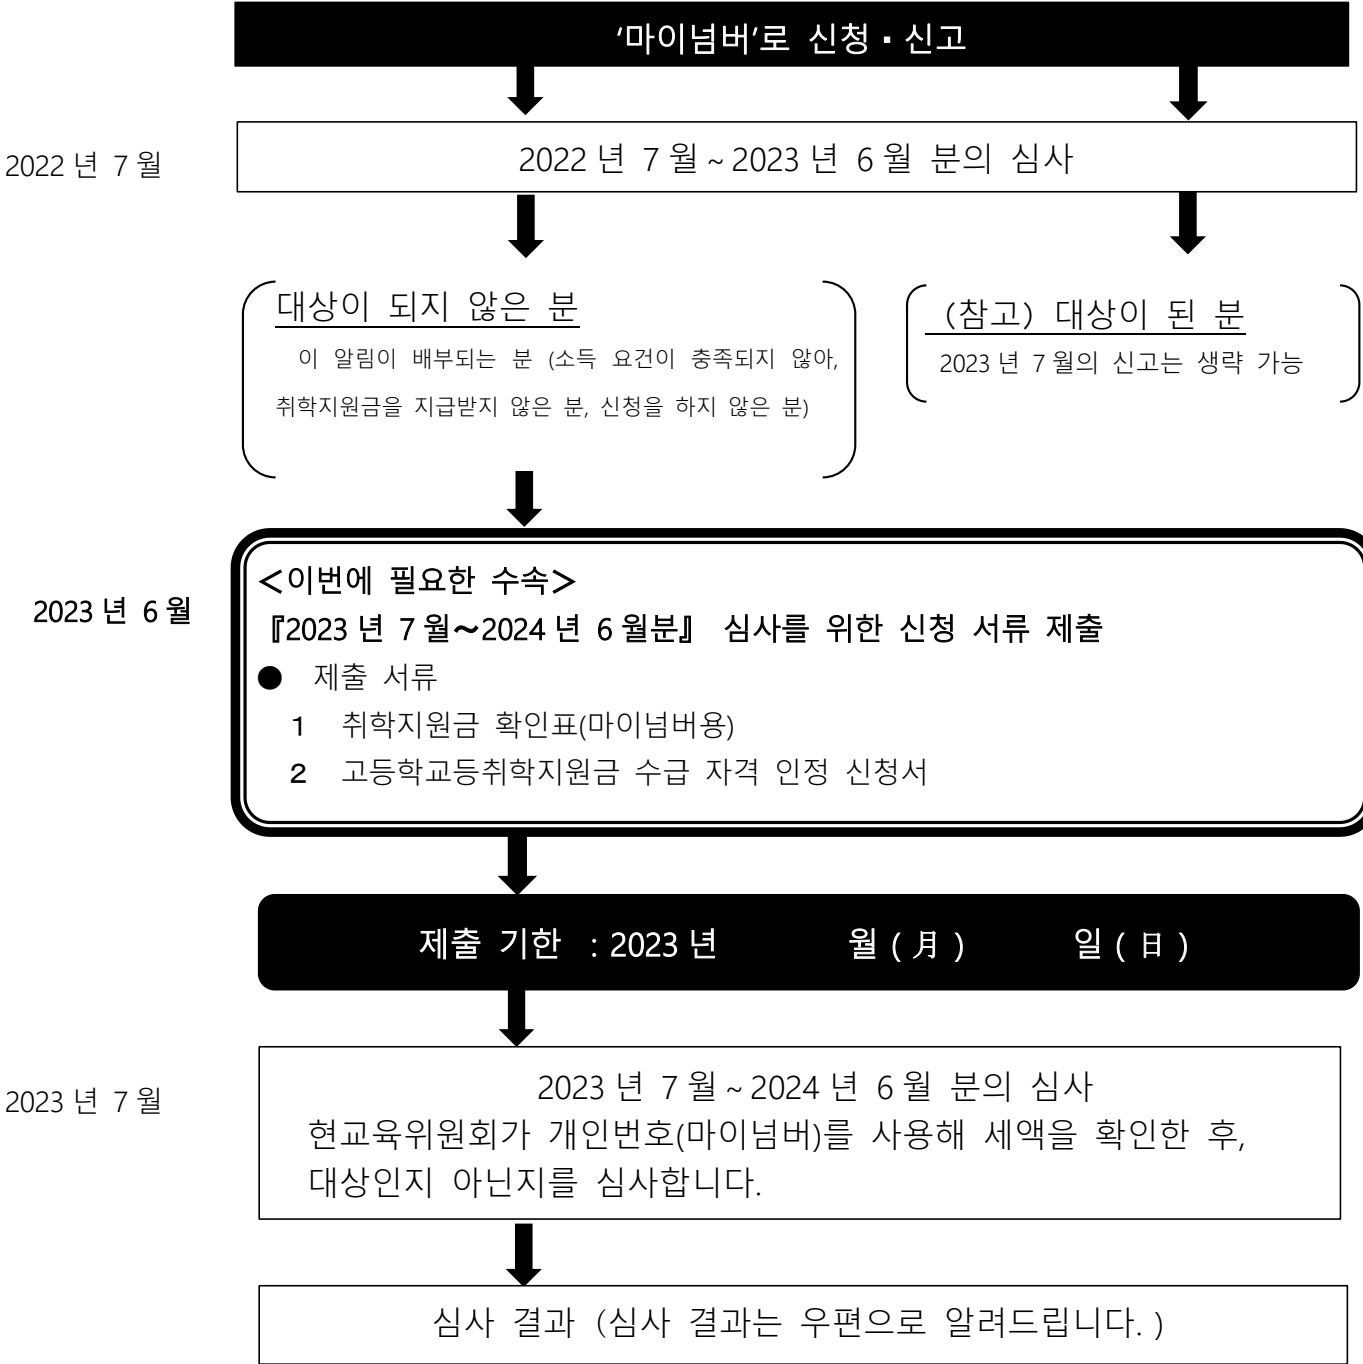 ‘마이넘버’로 신청・신고
2022 년 7 월
2022 년 7 월 ~ 2023 년 6 월 분의 심사
대상이 되지 않은 분
이 알림이 배부되는 분 (소득 요건이 충족되지 않아,
취학지원금을 지급받지 않은 분, 신청을 하지 않은 분)
(참고) 대상이 된 분
2023 년 7 월의 신고는 생략 가능
2023 년 6 월
＜이번에 필요한 수속＞
『2023 년 7 월～2024 년 6 월분』 심사를 위한 신청 서류 제출
● 제출 서류
1 취학지원금 확인표(마이넘버용)
2 고등학교등취학지원금 수급 자격 인정 신청서
제출 기한 : 2023 년 월 ( 月 ) 일 ( 日 )
2023 년 7 월
2023 년 7 월 ~ 2024 년 6 월 분의 심사
현교육위원회가 개인번호(마이넘버)를 사용해 세액을 확인한 후,
대상인지 아닌지를 심사합니다.
심사 결과 (심사 결과는 우편으로 알려드립니다. )